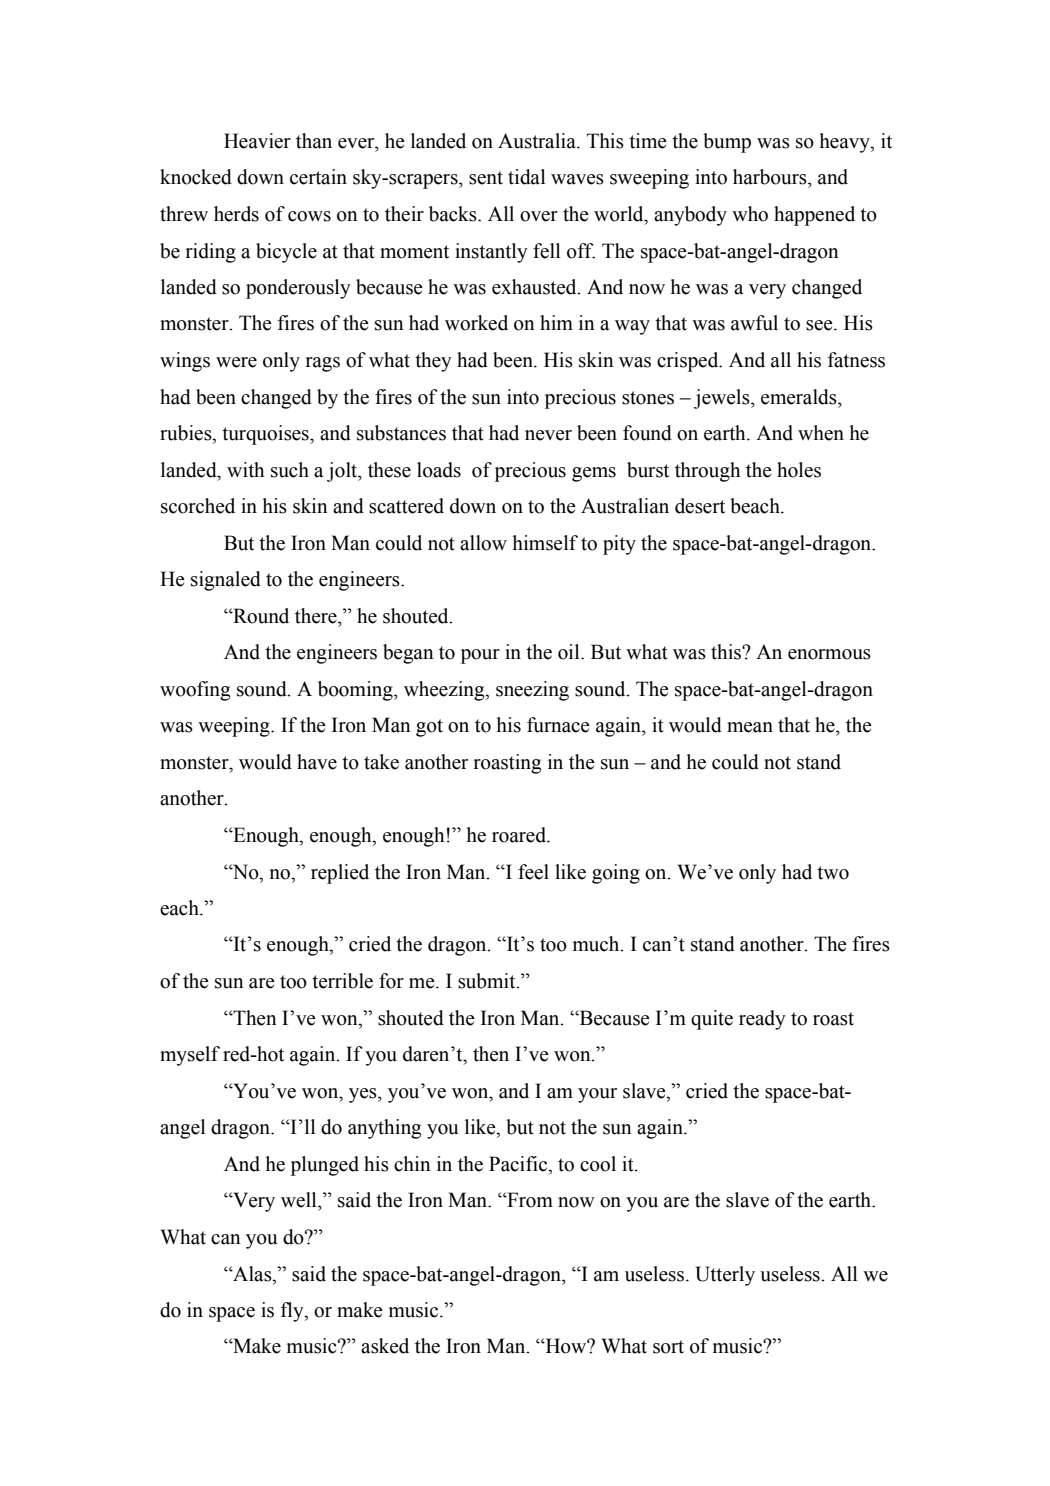 Heavier than ever, he landed on Australia. This time the bump was so heavy, it
knocked down certain sky-scrapers, sent tidal waves sweeping into harbours, and
threw herds of cows on to their backs. All over the world, anybody who happened to
be riding a bicycle at that moment instantly fell off. The space-bat-angel-dragon
landed so ponderously because he was exhausted. And now he was a very changed
monster. The fires of the sun had worked on him in a way that was awful to see. His
wings were only rags of what they had been. His skin was crisped. And all his fatness
had been changed by the fires of the sun into precious stones – jewels, emeralds,
rubies, turquoises, and substances that had never been found on earth. And when he
landed, with such a jolt, these loads  of precious gems  burst through the holes
scorched in his skin and scattered down on to the Australian desert beach.
But the Iron Man could not allow himself to pity the space-bat-angel-dragon.
He signaled to the engineers.
“Round there,” he shouted.
And the engineers began to pour in the oil. But what was this? An enormous
woofing sound. A booming, wheezing, sneezing sound. The space-bat-angel-dragon
was weeping. If the Iron Man got on to his furnace again, it would mean that he, the
monster, would have to take another roasting in the sun – and he could not stand
another.
“Enough, enough, enough!” he roared.
“No, no,” replied the Iron Man. “I feel like going on. We’ve only had two
each.”
“It’s enough,” cried the dragon. “It’s too much. I can’t stand another. The fires
of the sun are too terrible for me. I submit.”
“Then I’ve won,” shouted the Iron Man. “Because I’m quite ready to roast
myself red-hot again. If you daren’t, then I’ve won.”
“You’ve won, yes, you’ve won, and I am your slave,” cried the space-bat-
angel dragon. “I’ll do anything you like, but not the sun again.”
And he plunged his chin in the Pacific, to cool it.
“Very well,” said the Iron Man. “From now on you are the slave of the earth.
What can you do?”
“Alas,” said the space-bat-angel-dragon, “I am useless. Utterly useless. All we
do in space is fly, or make music.”
“Make music?” asked the Iron Man. “How? What sort of music?”